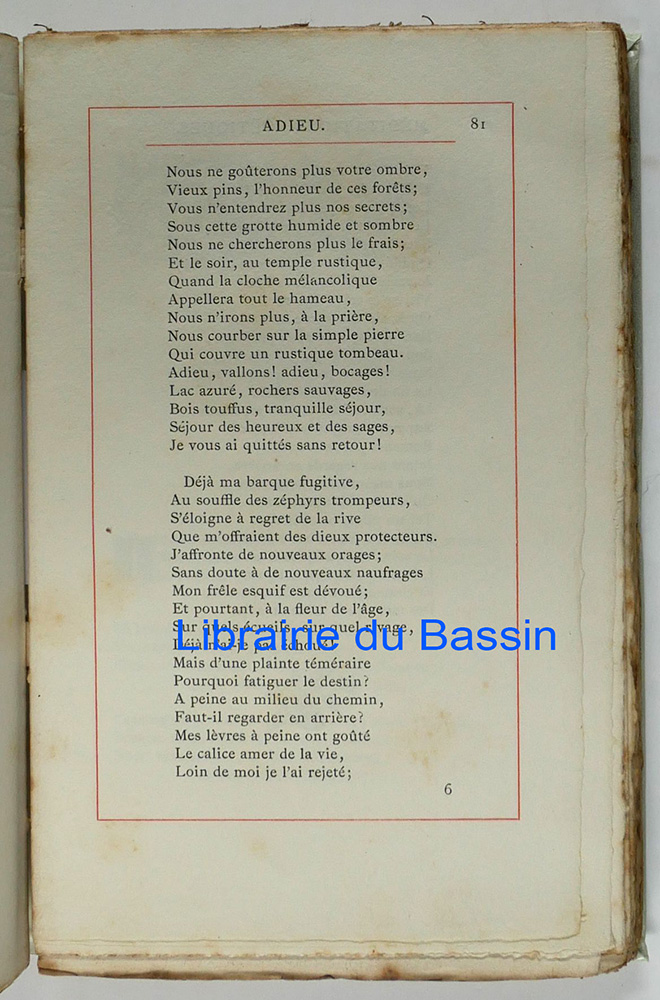 ADIEU. 81
Nous ne goûterons plus votre ombre,
Vieux pins, l'honneur de ces forêts;
Vous n'entendrez plus nos secrets;
Sous cette grotte humide et sombre
Nous ne chercherons plus le frais;
Et le soir, au temple rustique,
Quand la cloche mélancolique
Appellera tout le hameau,
Nous n'irons plus, à la prière,
Nous courber sur la simple pierre
Qui couvre un rustique tombeau.
Adieu, vallons! adieu, bocages!
Lac azuré, rochers sauvages,
Bois touffus, tranquille séjour,
Séjour des heureux et des sages,
Je vous ai quittés sans retour!
Déjà ma barque fugitive,
Au souffle des zéphyrs trompeurs,
S'éloigne à regret de la rive
Que m'offraient des dieux protecteurs.
J'affronte de nouveaux orages;
Sans doute à de nouveaux naufrages
Mon frêle esquif est dévoué;
Et pourtant, à la fleur de l'âge,
Sur quels écueils, sur quel rivage,
Librairie du Bassin
Déjà n'ai-je pas échoué?
Mais d'une plainte téméraire
Pourquoi fatiguer le destin?
A peine au milieu du chemin,
Faut-il regarder en arrière?
Mes lèvres à peine ont goûté
Le calice amer de la vie,
Loin de moi je l'ai rejeté;
6